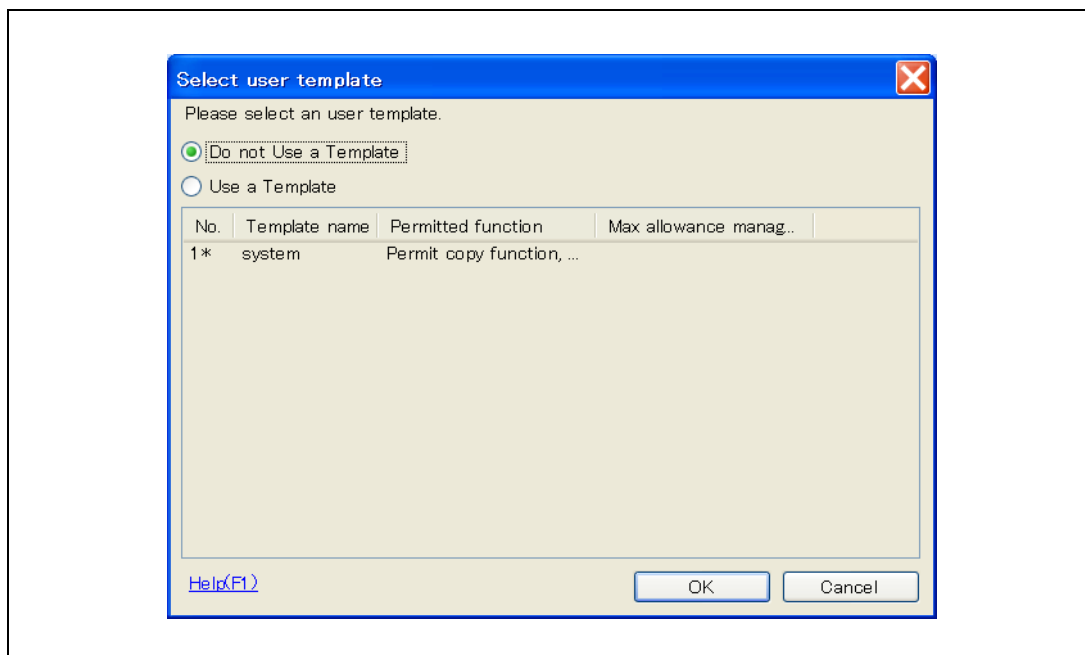 Select user template
Please select an user template.
Do not Use a Template
Use a Template
No. Template name Permitted function Max allowance manag...
1* system Permit copy function, ...
Help(F1)
OK Cancel